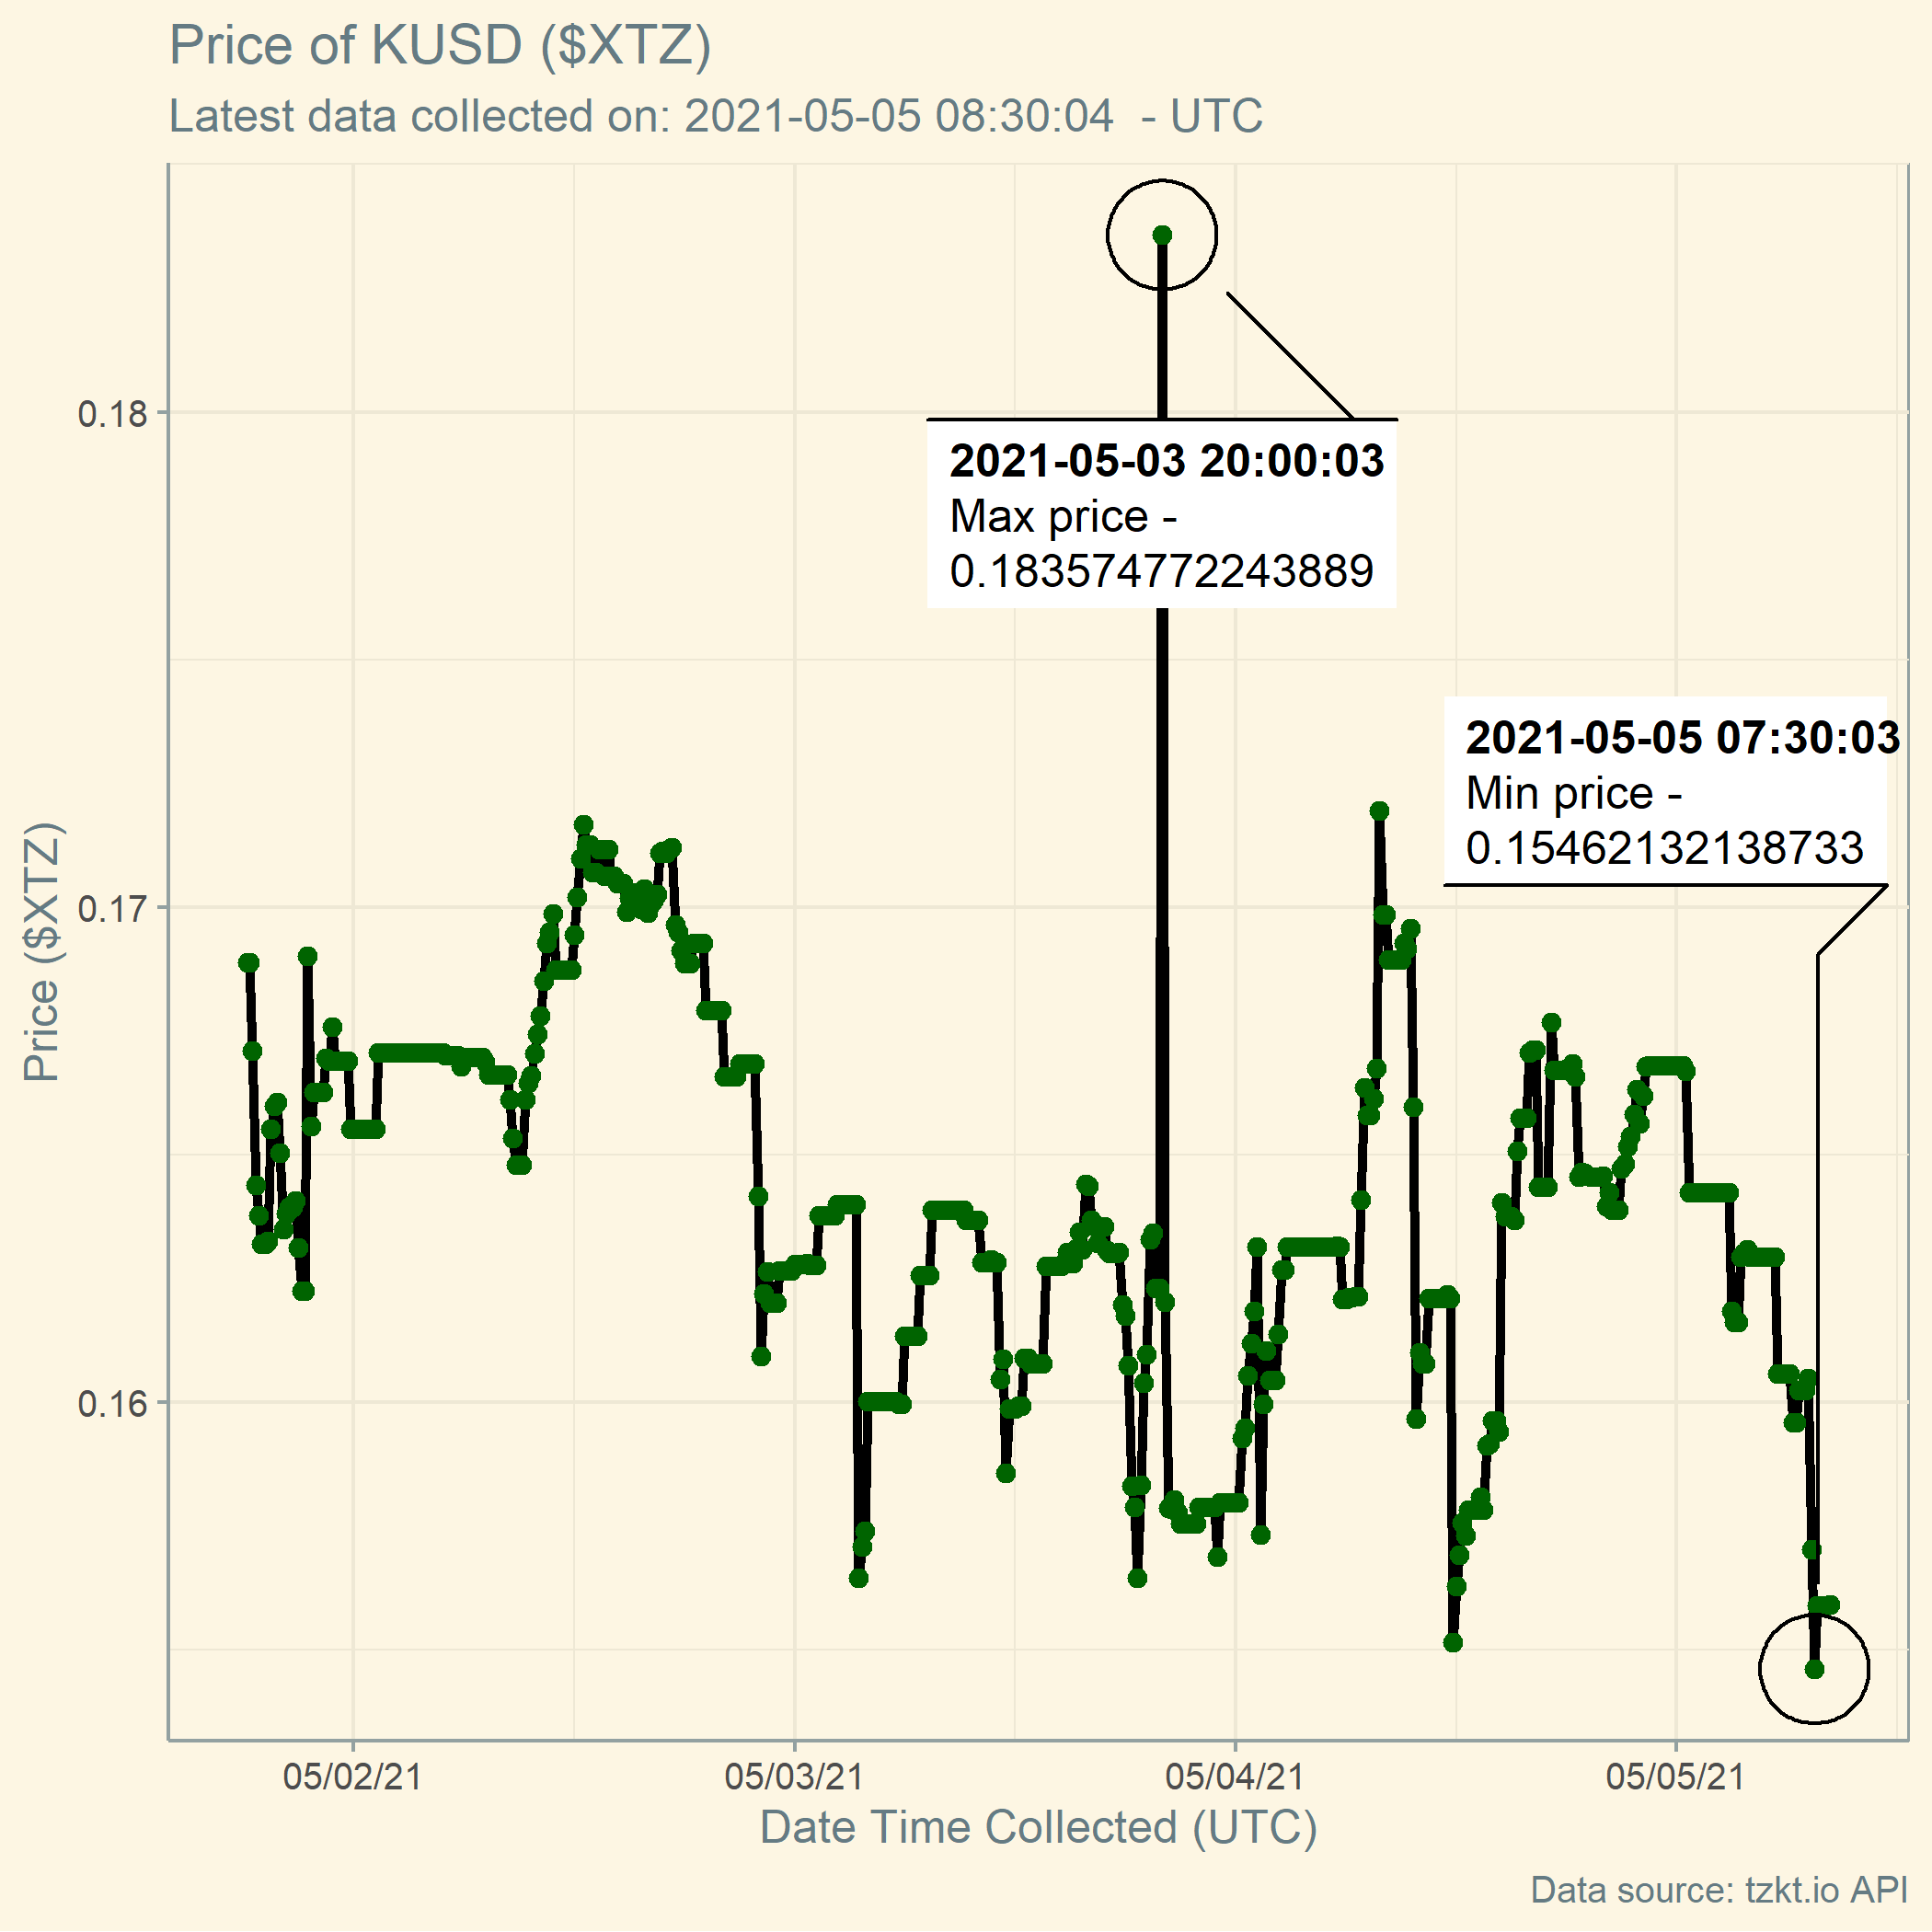 Price of KUSD ($XTZ)
Latest data collected on: 2021-05-05 08:30:04  - UTC
0.18
2021-05-03 20:00:03
Max price -
0.183574772243889
2021-05-05 07:30:03
Min price -
0.15462132138733
0.17
Price ($XTZ)
0.16
05/02/21
05/03/21
05/04/21
05/05/21
Date Time Collected (UTC)
Data source: tzkt.io API